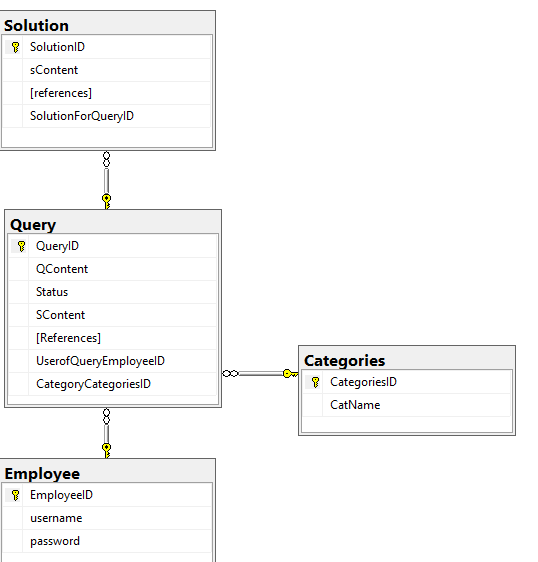 Solution
SolutionID
sContent
[references]
SolutionForQueryID
Query
QueryID
QContent
Status
SContent
[References]
UserofQueryEmployeeID
CategoryCategoriesID
Categories
CategoriesID
CatName
Employee
EmployeeID
username
password